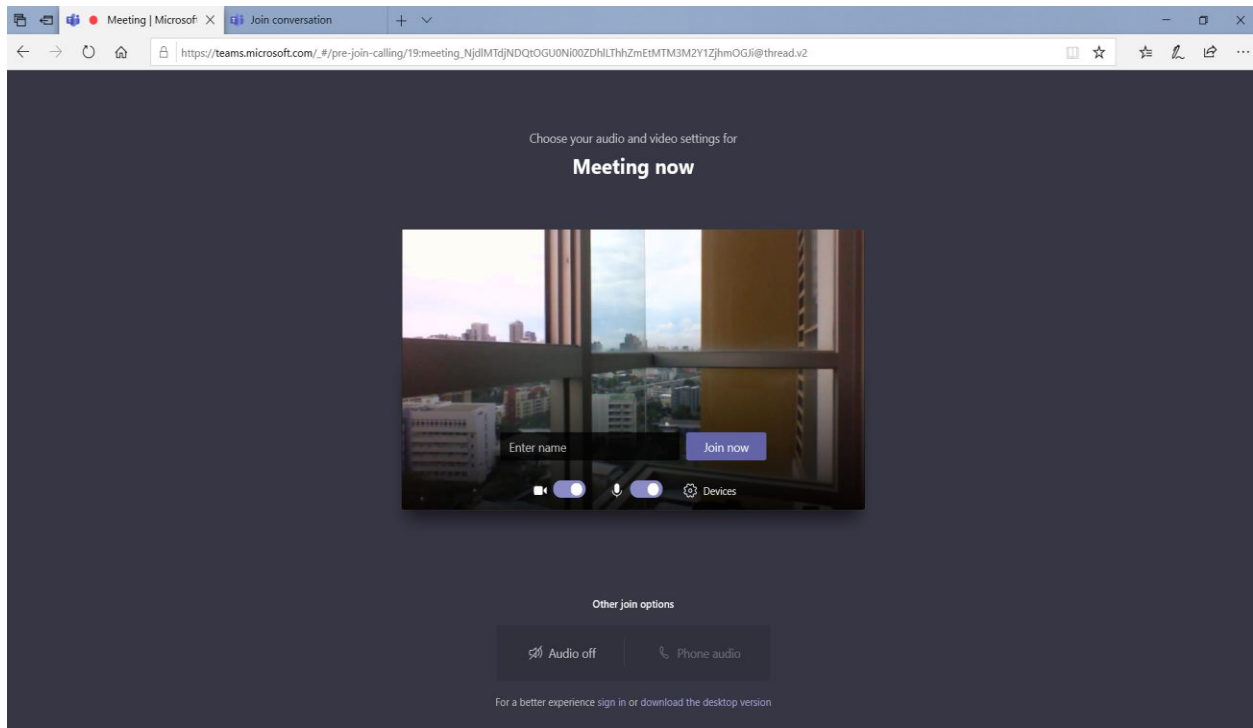 Meeting | Microsoft
Join conversation
https://teams.microsoft.com/_#/pre-join-calling/19:meeting_NjdlMTdjNDQtOGU0Ni00ZDhlLThhZmEtMTM3M2Y1ZjhmOGJi@thread.v2
Choose your audio and video settings for
Meeting now
Enter name
Join now
Devices
Other join options
Audio off
Phone audio
For a better experience sign in or download the desktop version